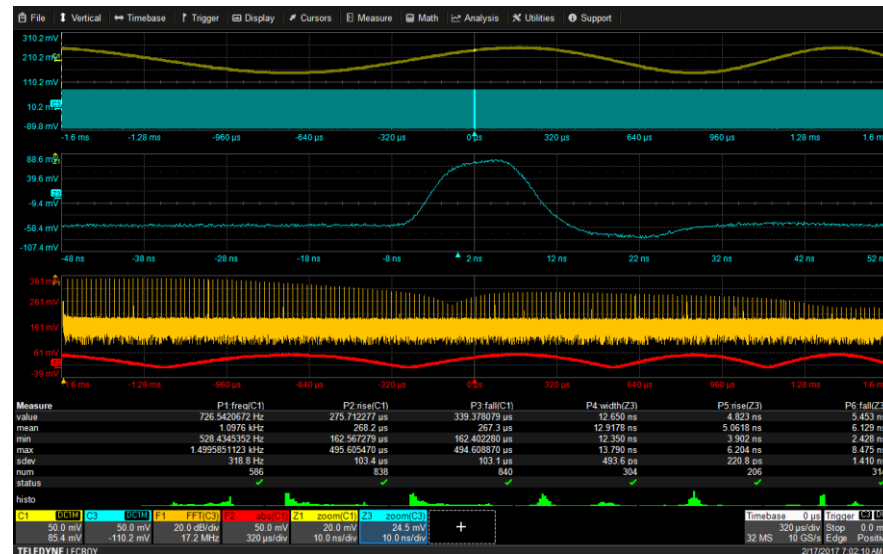 File Vertical Timebase Trigger Display Cursors Measure Math Analysis Utilities Support
310.2 mV
210.2 mV
110.2 mV
10.2 mV
-89.8 mV
-1.6 ms -1.28 ms -960 µs -640 µs -320 µs 0 µs 320 µs 640 µs 960 µs 1.28 ms 1.6 m
88.6 m
39.6 mV
-9.4 mV
-58.4 mV
-107.4 mV
-48 ns -38 ns -28 ns -18 ns -8 ns 2 ns 12 ns 22 ns 32 ns 42 ns 52 n
361 m
261 mV
161 mV
61 mV
-39 mV
-1.6 ms -1.28 ms -960 µs -640 µs -320 µs 0 µs 320 µs 640 µs 960 µs 1.28 ms 1.6 m
Measure P1:freq(C1) P2:rise(C1) P3:fall(C1) P4:width(Z3) P5:rise(Z3) P6:fall(Z3
value 726.5420672 Hz 275.712277 µs 339.378079 µs 12.650 ns 4.823 ns 5.453 n
mean 1.0976 kHz 268.2 µs 267.3 µs 12.9178 ns 5.0618 ns 6.129 n
min 528.4345352 Hz 162.567279 µs 162.402280 µs 12.350 ns 3.902 ns 2.428 n
max 1.4995851123 kHz 495.605470 µs 494.608870 µs 13.790 ns 6.204 ns 8.475 n
sdev 318.8 Hz 103.4 µs 103.1 µs 493.6 ps 220.8 ps 1.410 n
num 586 838 840 304 206 31
status
histo
C1 DC1M C3 DC1M F1 FFT(C3) F2 abs(C1) Z1 zoom(C1) Z3 zoom(C3) Timebase 0 µs Trigger C3 DC
50.0 mV 50.0 mV 20.0 dB/div 50.0 mV 20.0 mV 24.5 mV + 320 µs/div Stop 0.0 m
85.4 mV -110.2 mV 17.2 MHz 320 µs/div 10.0 ns/div 10.0 ns/div 32 MS 10 GS/s Edge Positi
TELEDYNE LECROY 2/17/2017 7:02:10 AM